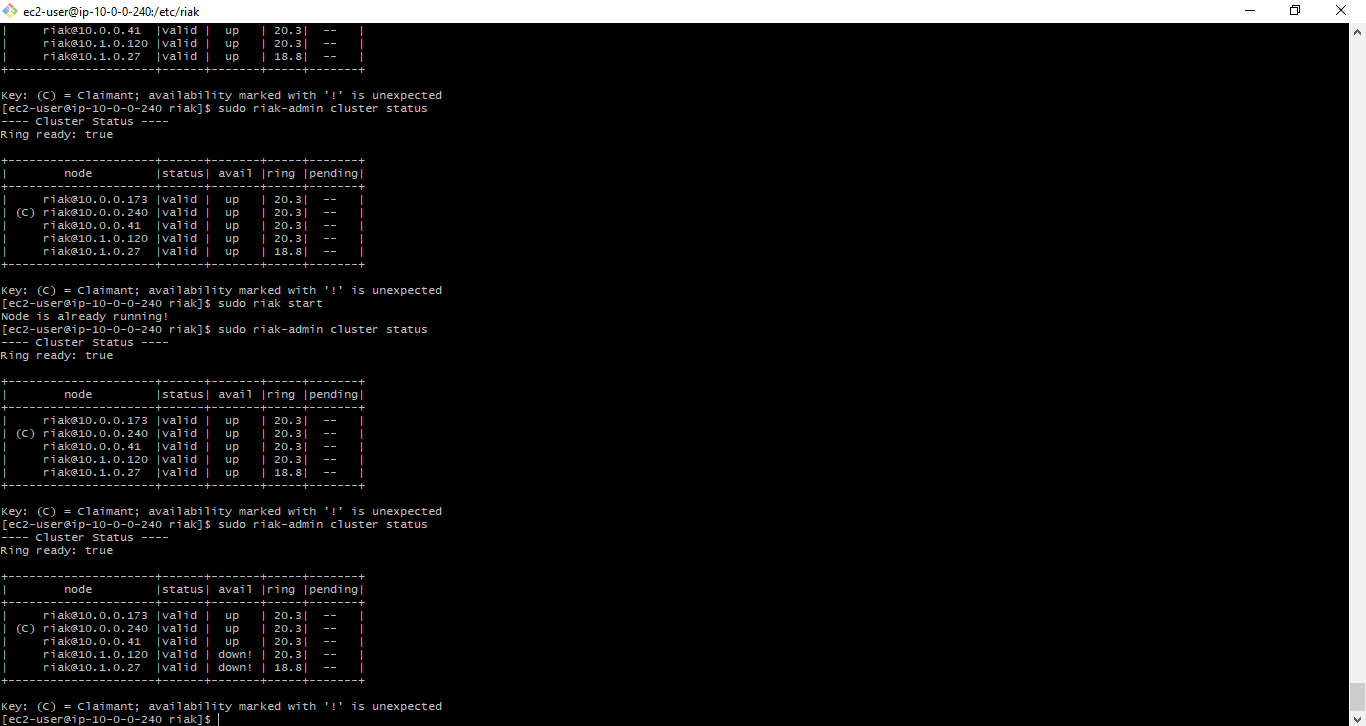 ec2-user@ip-10-0-0-240:/etc/riak
|     riak@10.0.0.41  |valid |  up   | 20.3|  --   |
|     riak@10.1.0.120 |valid |  up   | 20.3|  --   |
|     riak@10.1.0.27  |valid |  up   | 18.8|  --   |
+---------------------+------+-------+-----+-------+
Key: (C) = Claimant; availability marked with '!' is unexpected
[ec2-user@ip-10-0-0-240 riak]$ sudo riak-admin cluster status
---- Cluster Status ----
Ring ready: true
+---------------------+------+-------+-----+-------+
|        node         |status| avail |ring |pending|
+---------------------+------+-------+-----+-------+
|     riak@10.0.0.173 |valid |  up   | 20.3|  --   |
| (C) riak@10.0.0.240 |valid |  up   | 20.3|  --   |
|     riak@10.0.0.41  |valid |  up   | 20.3|  --   |
|     riak@10.1.0.120 |valid |  up   | 20.3|  --   |
|     riak@10.1.0.27  |valid |  up   | 18.8|  --   |
+---------------------+------+-------+-----+-------+
Key: (C) = Claimant; availability marked with '!' is unexpected
[ec2-user@ip-10-0-0-240 riak]$ sudo riak start
Node is already running!
[ec2-user@ip-10-0-0-240 riak]$ sudo riak-admin cluster status
---- Cluster Status ----
Ring ready: true
+---------------------+------+-------+-----+-------+
|        node         |status| avail |ring |pending|
+---------------------+------+-------+-----+-------+
|     riak@10.0.0.173 |valid |  up   | 20.3|  --   |
| (C) riak@10.0.0.240 |valid |  up   | 20.3|  --   |
|     riak@10.0.0.41  |valid |  up   | 20.3|  --   |
|     riak@10.1.0.120 |valid |  up   | 20.3|  --   |
|     riak@10.1.0.27  |valid |  up   | 18.8|  --   |
+---------------------+------+-------+-----+-------+
Key: (C) = Claimant; availability marked with '!' is unexpected
[ec2-user@ip-10-0-0-240 riak]$ sudo riak-admin cluster status
---- Cluster Status ----
Ring ready: true
+---------------------+------+-------+-----+-------+
|        node         |status| avail |ring |pending|
+---------------------+------+-------+-----+-------+
|     riak@10.0.0.173 |valid |  up   | 20.3|  --   |
| (C) riak@10.0.0.240 |valid |  up   | 20.3|  --   |
|     riak@10.0.0.41  |valid |  up   | 20.3|  --   |
|     riak@10.1.0.120 |valid | down! | 20.3|  --   |
|     riak@10.1.0.27  |valid | down! | 18.8|  --   |
+---------------------+------+-------+-----+-------+
Key: (C) = Claimant; availability marked with '!' is unexpected
[ec2-user@ip-10-0-0-240 riak]$